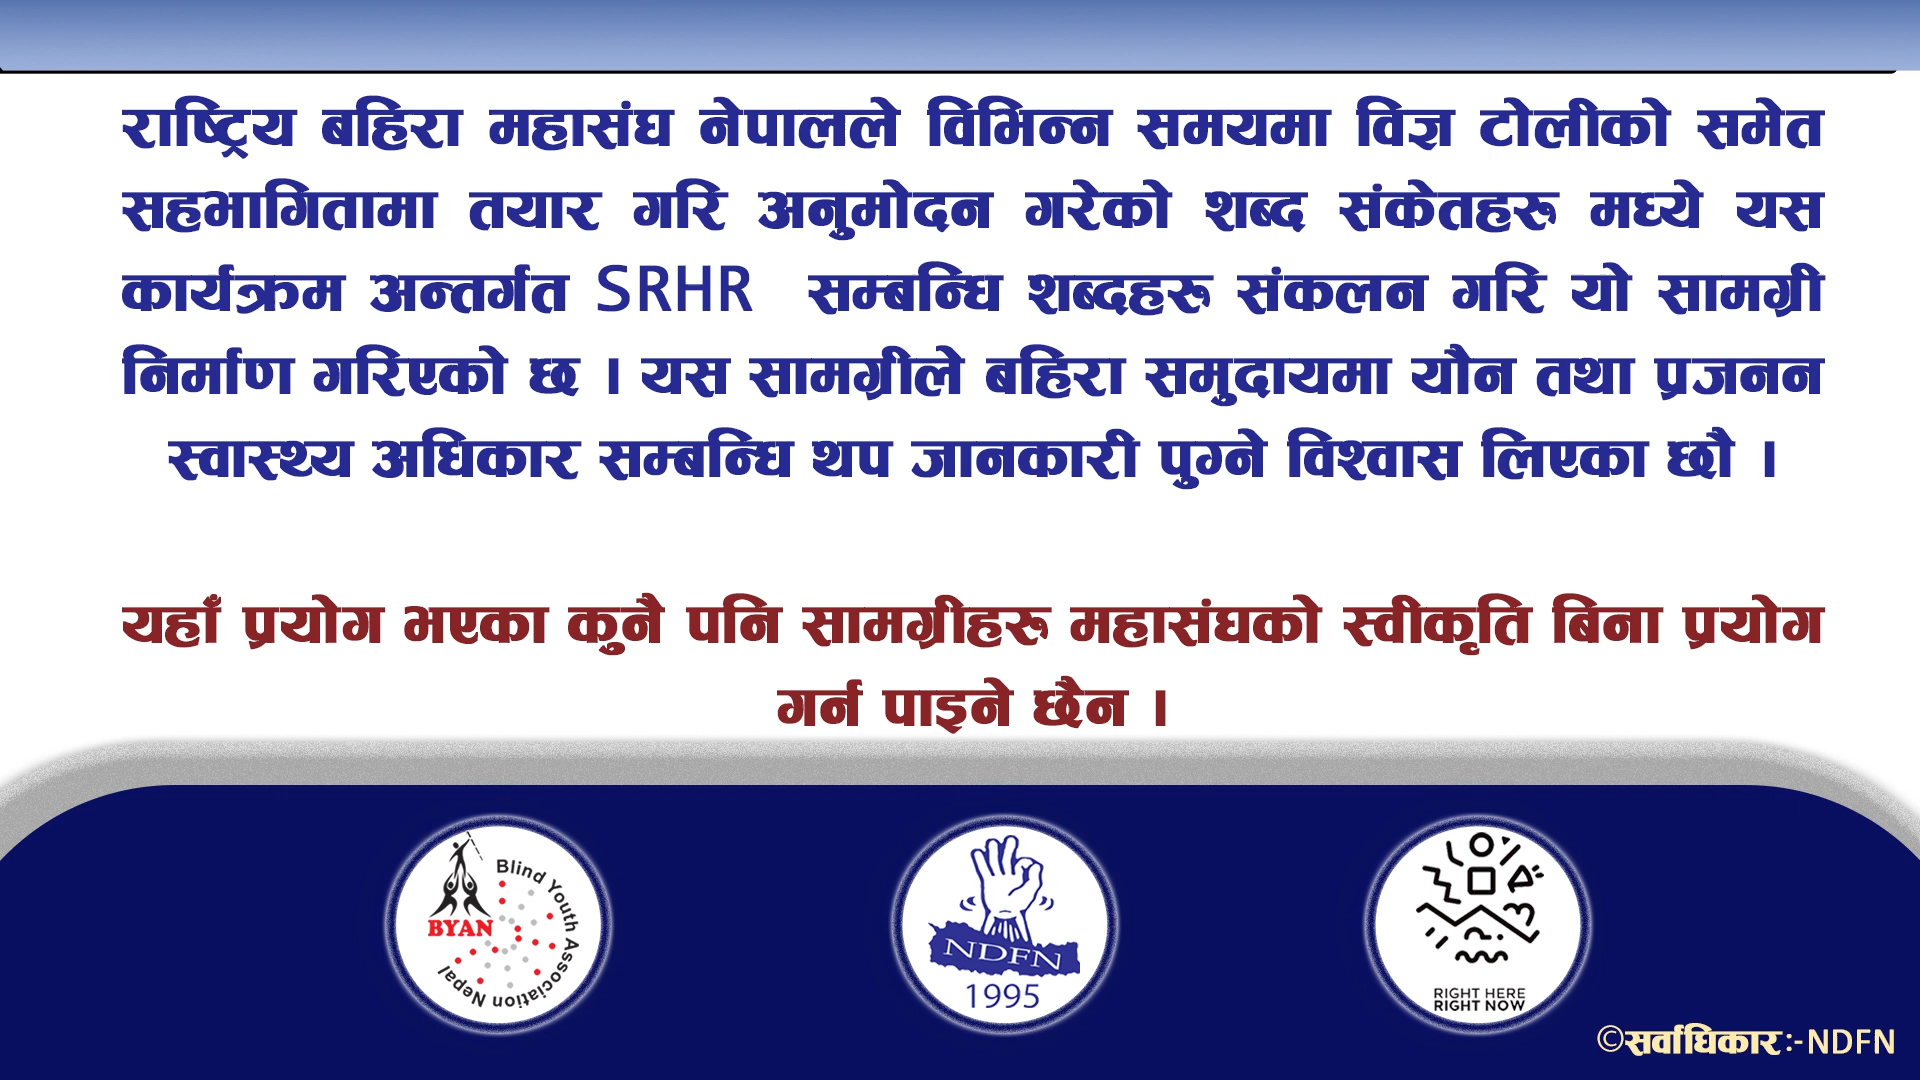 राष्ट्रिय बहिरा महासंघ नेपालले विभिन्न समयमा विज्ञ टोलीको समेत
सहभागितामा तयार गरि अनुमोदन गरेको शब्द संकेतहरु मध्ये यस
कार्यक्रम अन्तर्गत SRHR सम्बन्धि शब्दहरु संकलन गरि यो सामग्री
निर्माण गरिएको छ । यस सामग्रीले बहिरा समुदायमा यौन तथा प्रजनन
स्वास्थ्य अधिकार सम्बन्धि थप जानकारी पुग्ने विश्वास लिएका छौ ।
यहाँ प्रयोग भएका कुनै पनि सामग्रीहरु महासंघको स्वीकृति बिना प्रयोग
गर्न पाइने छैन ।
Blind Youth Association Nepal
BYAN
NDFN
1995
RIGHT HERE
RIGHT NOW
©सर्वाधिकार:-NDFN